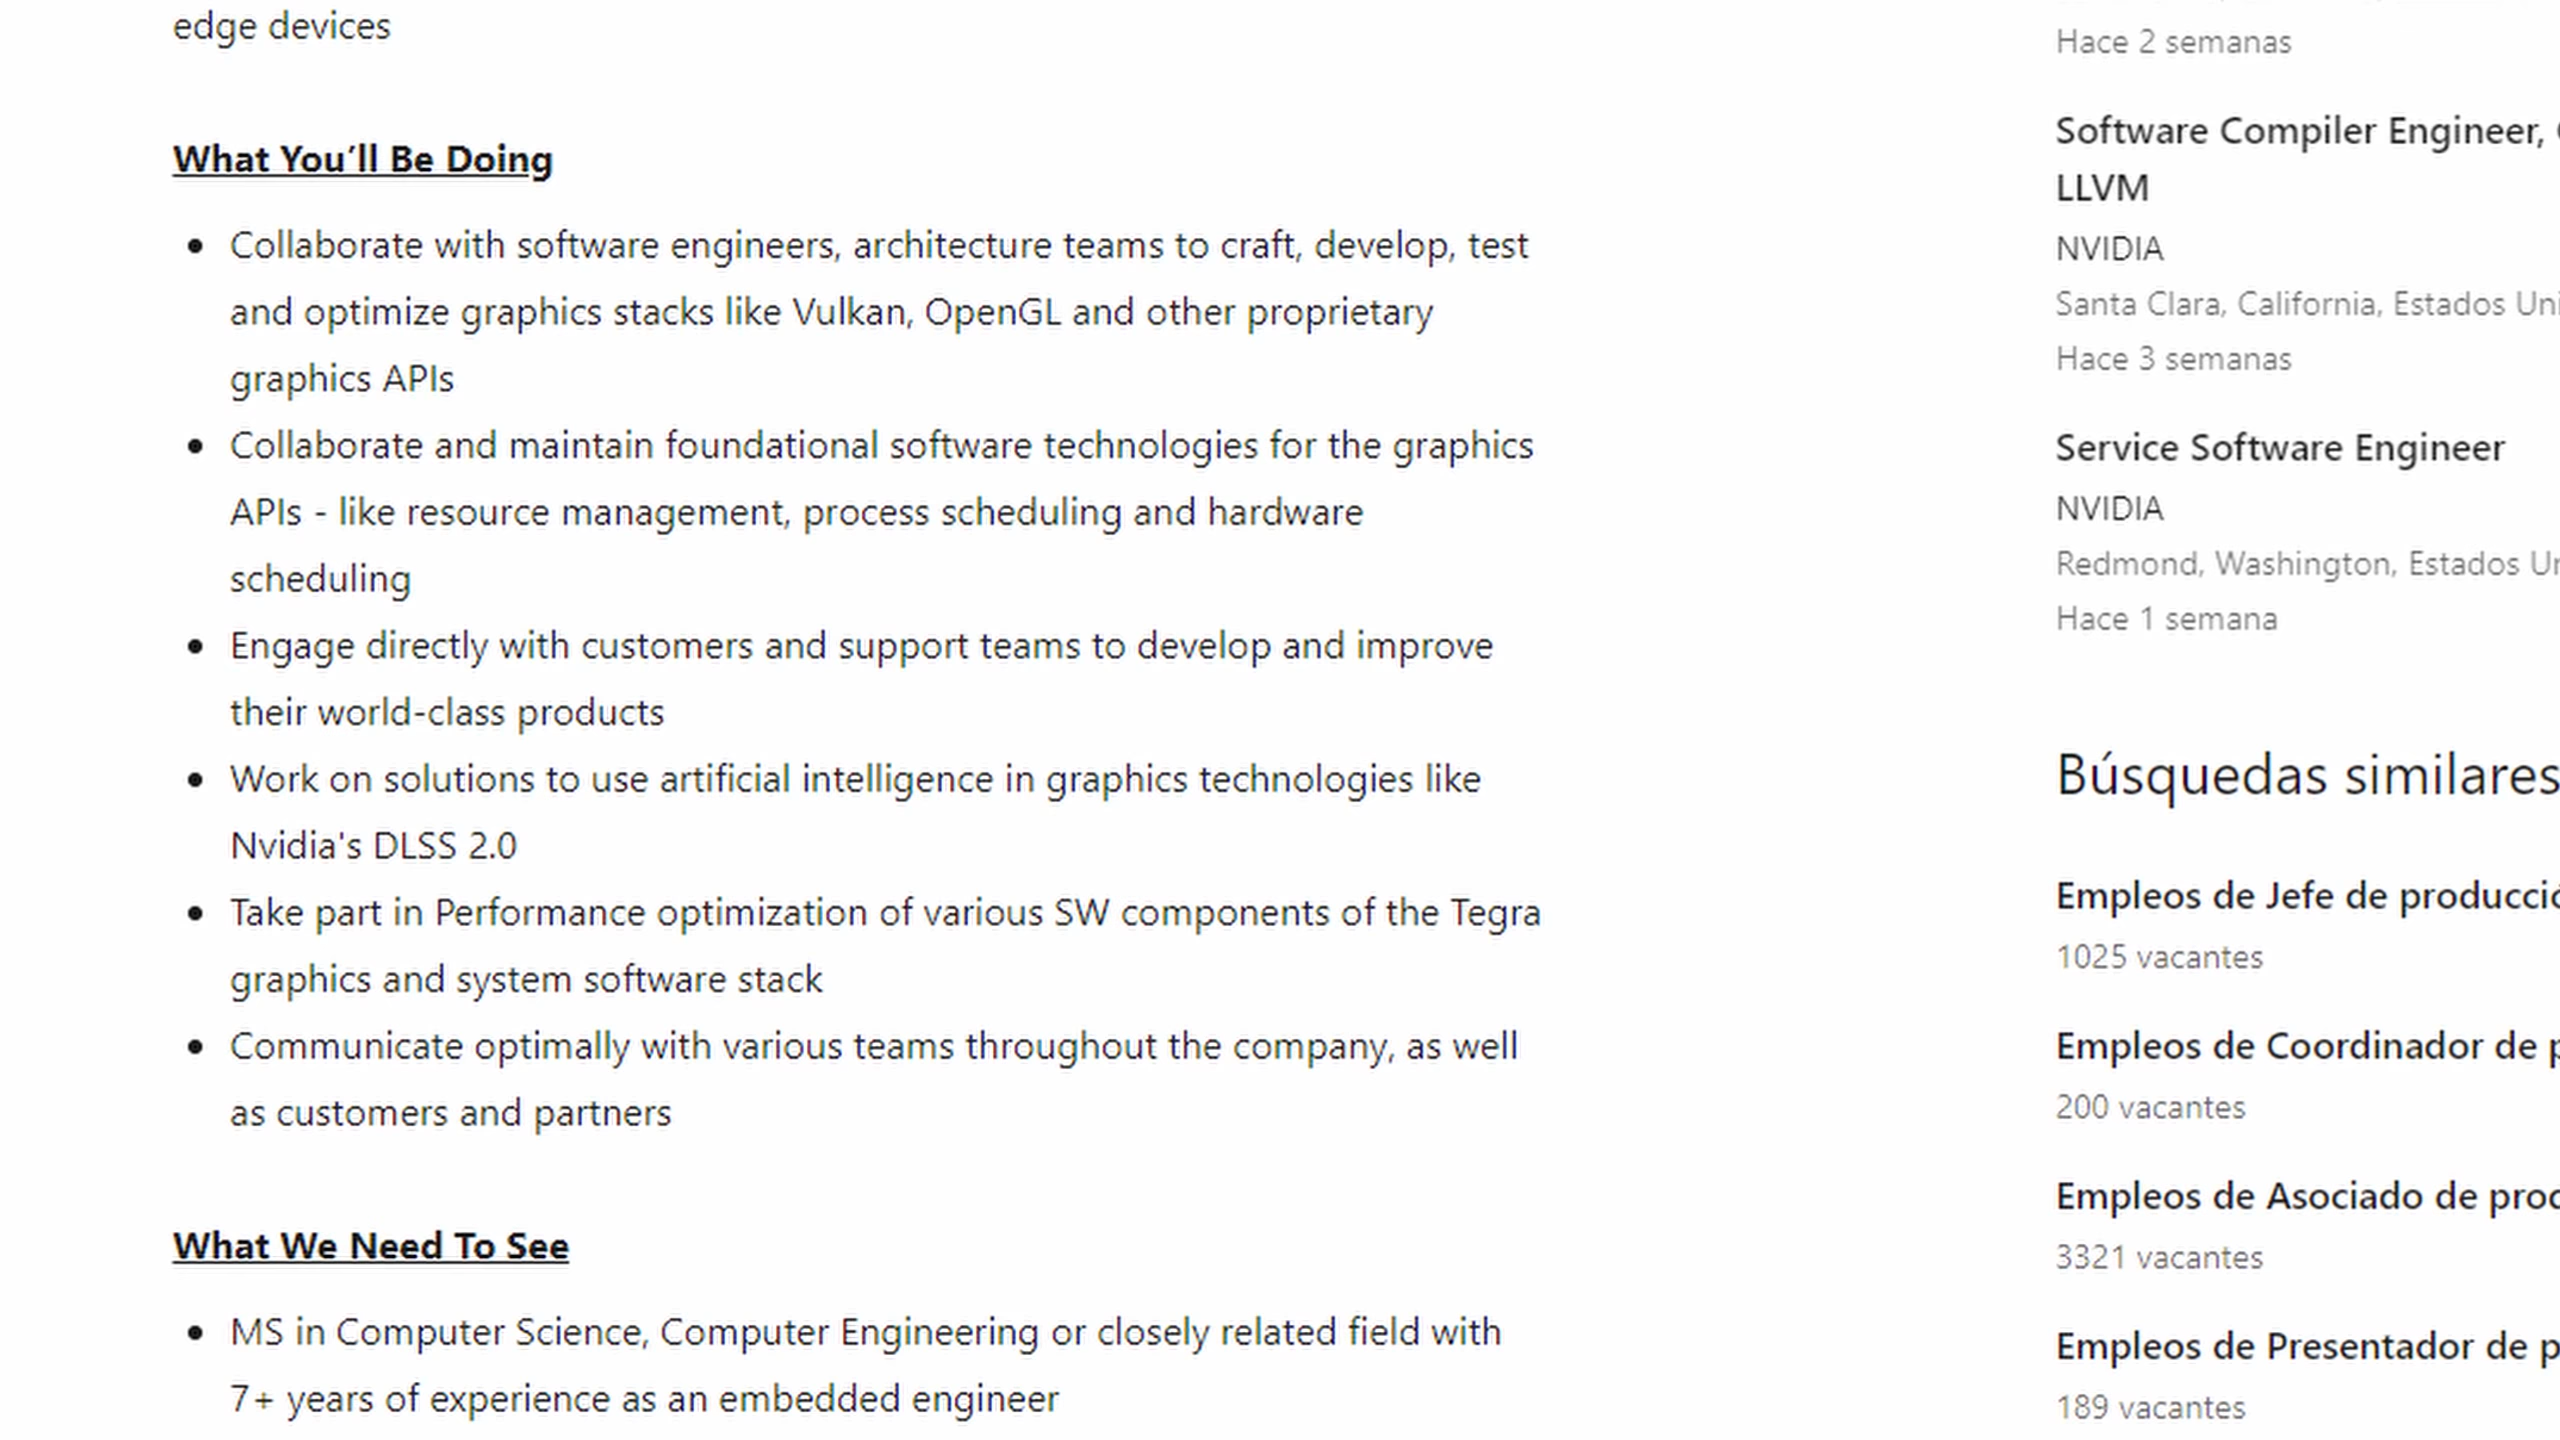 edge devices
What You’ll Be Doing
Collaborate with software engineers, architecture teams to craft, develop, test
and optimize graphics stacks like Vulkan, OpenGL and other proprietary
graphics APIs
Collaborate and maintain foundational software technologies for the graphics
APIs - like resource management, process scheduling and hardware
scheduling
Engage directly with customers and support teams to develop and improve
their world-class products
Work on solutions to use artificial intelligence in graphics technologies like
Nvidia's DLSS 2.0
Take part in Performance optimization of various SW components of the Tegra
graphics and system software stack
Communicate optimally with various teams throughout the company, as well
as customers and partners
What We Need To See
MS in Computer Science, Computer Engineering or closely related field with
7+ years of experience as an embedded engineer
Hace 2 semanas
Software Compiler Engineer,
LLVM
NVIDIA
Santa Clara, California, Estados Uni
Hace 3 semanas
Service Software Engineer
NVIDIA
Redmond, Washington, Estados
Hace 1 semana
Búsquedas similares
Empleos de Jefe de producció
1025 vacantes
Empleos de Coordinador de p
200 vacantes
Empleos de Asociado de prod
3321 vacantes
Empleos de Presentador de p
189 vacantes